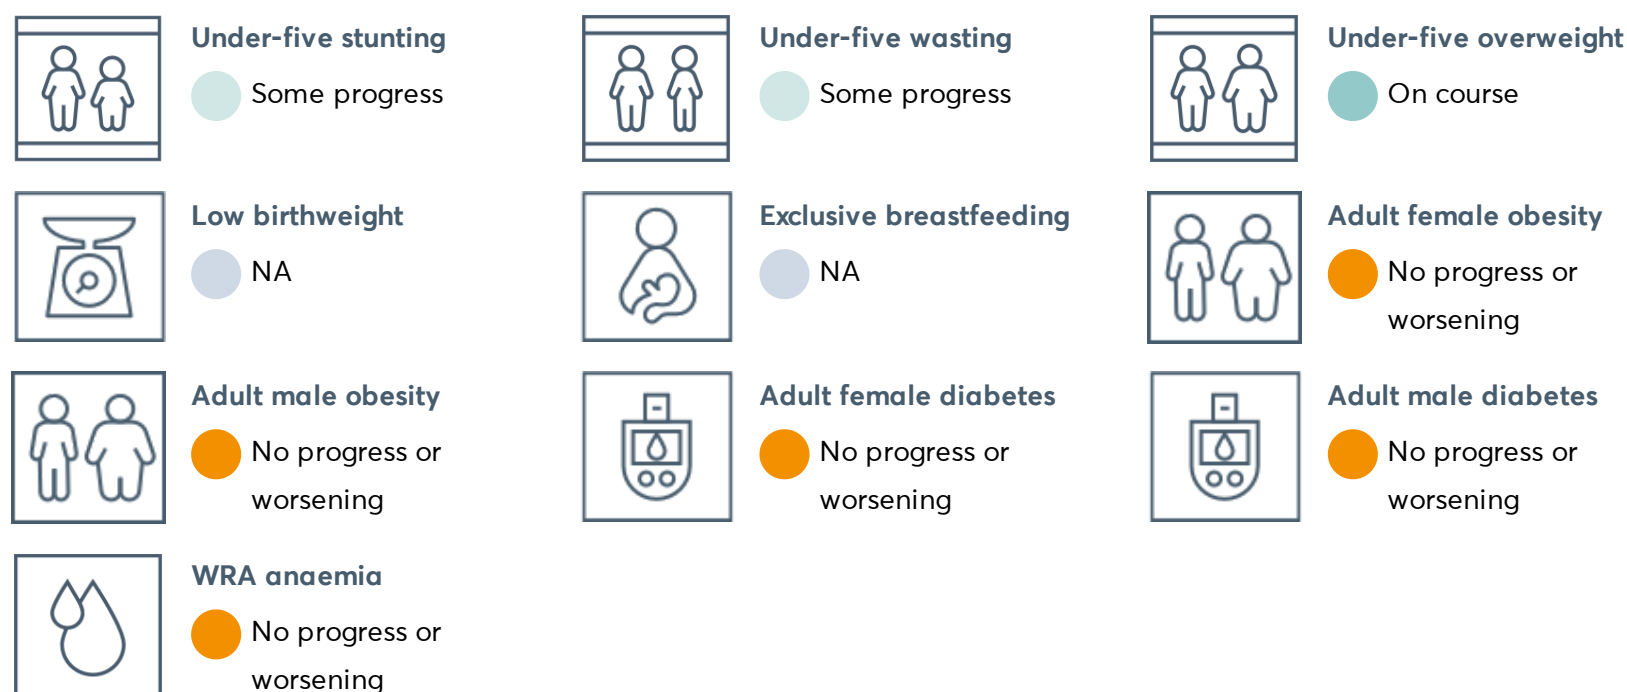 Under-five stunting
Some progress
Under-five wasting
Some progress
Under-five overweight
On course
Low birthweight
NA
Exclusive breastfeeding
NA
Adult female obesity
No progress or
worsening
Adult male obesity
No progress or
worsening
Adult female diabetes
No progress or
worsening
Adult male diabetes
No progress or
worsening
WRA anaemia
No progress or
worsening